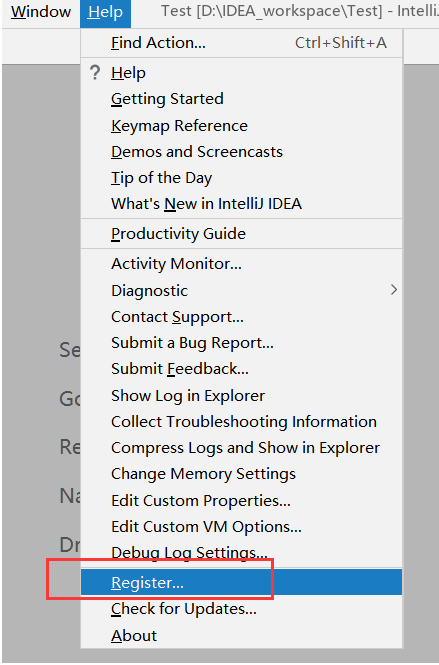 Window Help Test [D:\IDEA_workspace\Test] - IntelliJ
Find Action... Ctrl+Shift+A
? Help
Getting Started
Keymap Reference
Demos and Screencasts
Tip of the Day
What's New in IntelliJ IDEA
Productivity Guide
Activity Monitor...
Diagnostic
Contact Support...
Submit a Bug Report...
Se
Submit Feedback...
Show Log in Explorer
Go
Collect Troubleshooting Information
Re
Compress Logs and Show in Explorer
Change Memory Settings
Na
Edit Custom Properties...
Edit Custom VM Options...
Dr
Debug Log Settings...
Register...
Check for Updates...
About